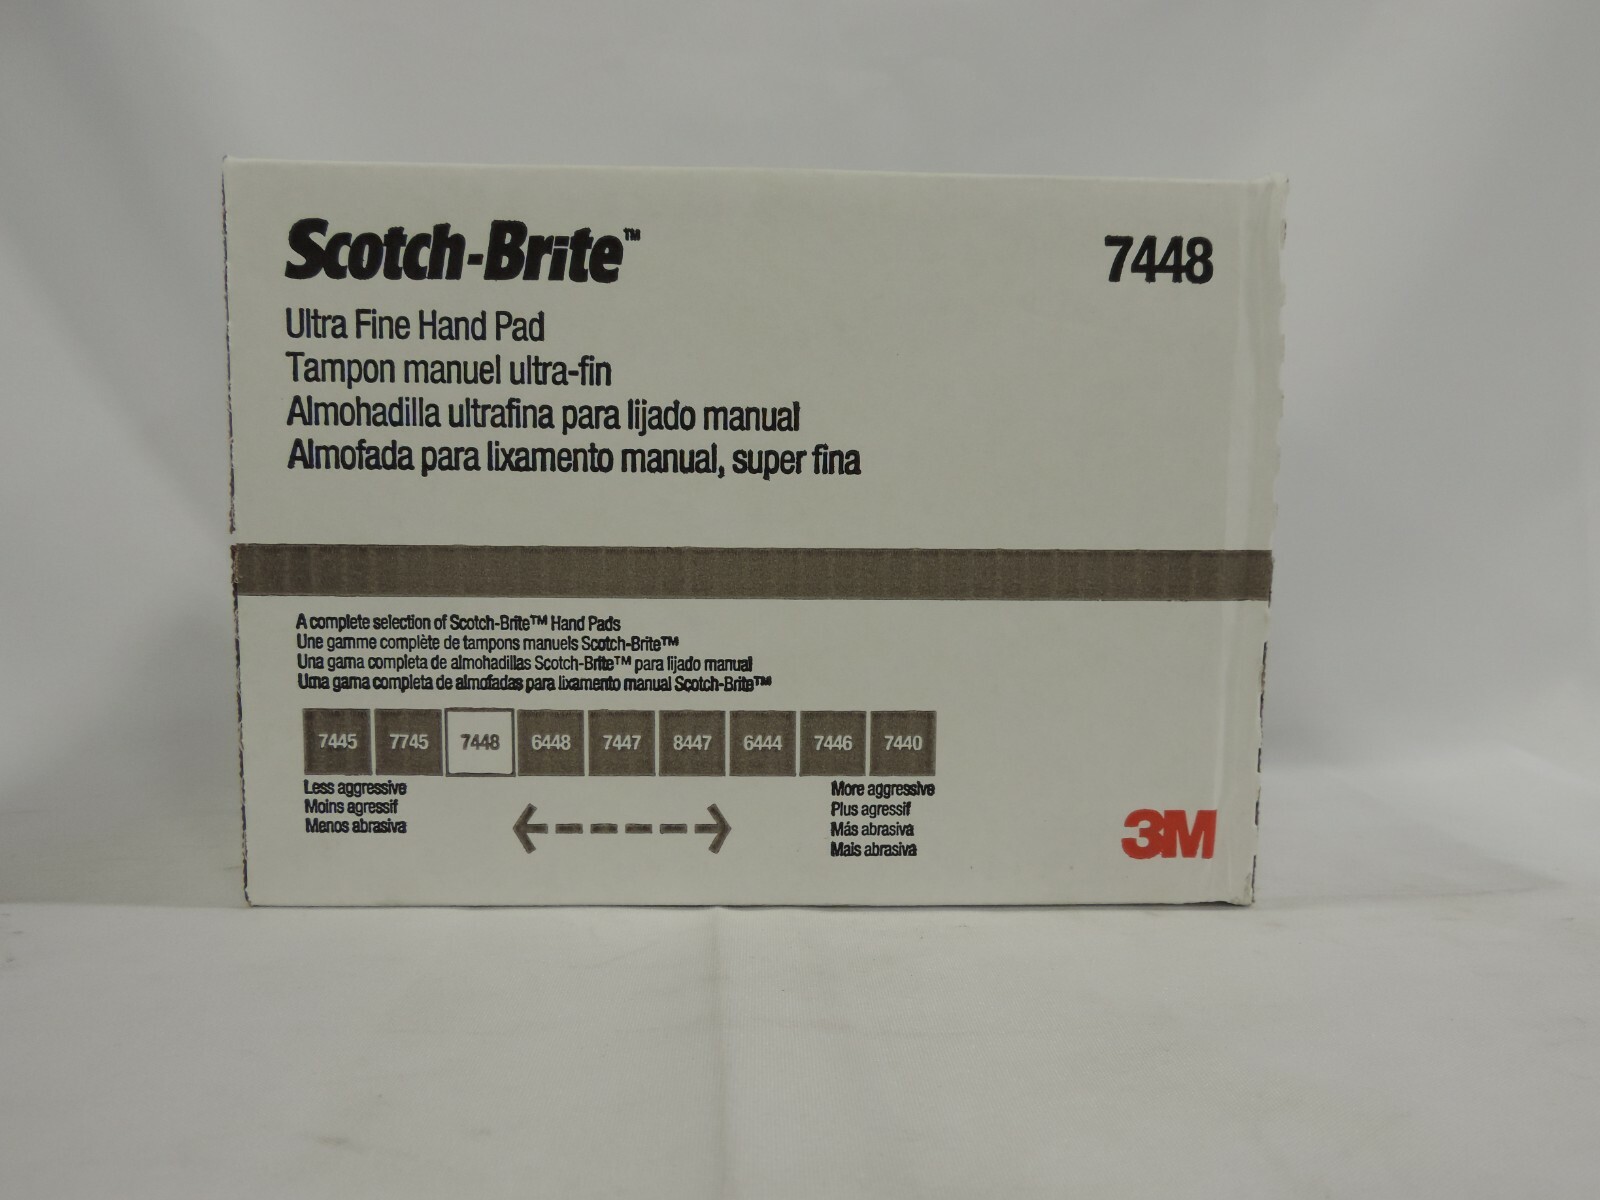 Scotch-Brite™
7448
Ultra Fine Hand Pad
Tampon manuel ultra-fin
Almohadilla ultrafina para lijado manual
Almofada para lixamento manual, super fina
A complete selection of Scotch-Brite™ Hand Pads
Une gamme complète de tampons manuels Scotch-Brite™
Una gama completa de almohadillas Scotch-Brite™ para lijado manual
Uma gama completa de almofadas para lixamento manual Scotch-Brite™
7445 7745 7448 6448 7447 8447 6444 7446 7440
Less aggressive
Moins agressif
Menos abrasiva
More aggressive
Plus agressif
Más abrasiva
Mais abrasiva
3M